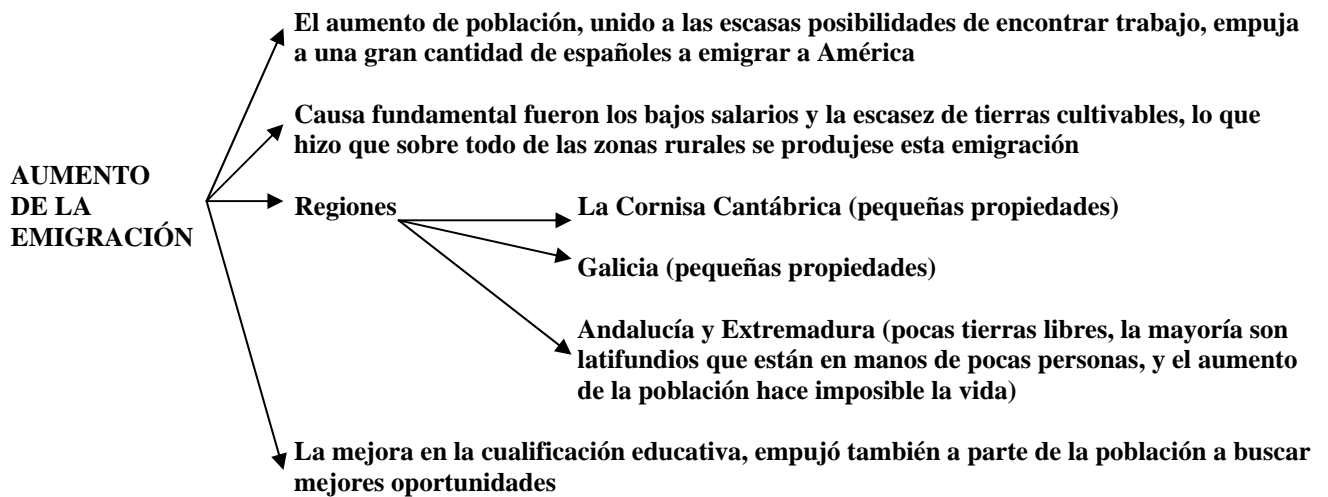 El aumento de población, unido a las escasas posibilidades de encontrar trabajo, empuja
a una gran cantidad de españoles a emigrar a América
Causa fundamental fueron los bajos salarios y la escasez de tierras cultivables, lo que
hizo que sobre todo de las zonas rurales se produjese esta emigración
AUMENTO
DE LA
EMIGRACIÓN
Regiones
La Cornisa Cantábrica (pequeñas propiedades)
Galicia (pequeñas propiedades)
Andalucía y Extremadura (pocas tierras libres, la mayoría son
latifundios que están en manos de pocas personas, y el aumento
de la población hace imposible la vida)
La mejora en la cualificación educativa, empujó también a parte de la población a buscar
mejores oportunidades